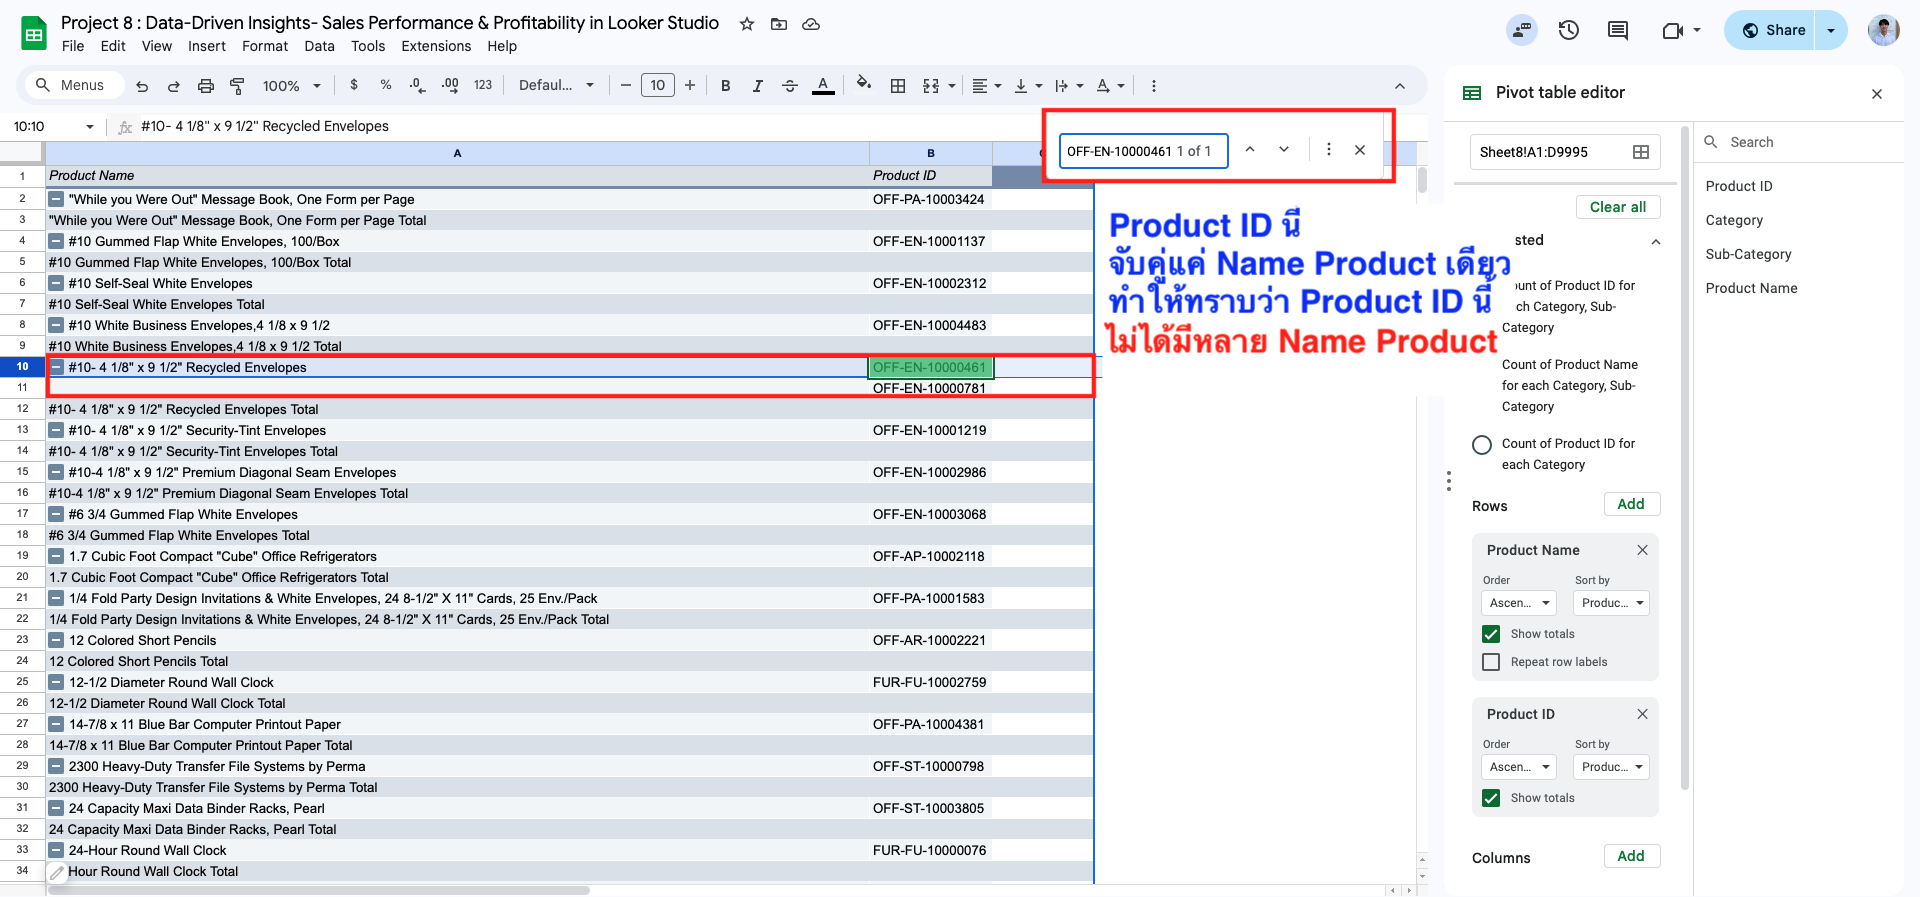 Project 8 : Data-Driven Insights- Sales Performance & Profitability in Looker Studio
File Edit View Insert Format Data Tools Extensions Help
Share
Menus 100% $ % .0 .00 123 Defaul... 10 B I A
10:10 fx #10- 4 1/8" x 9 1/2" Recycled Envelopes
OFF-EN-10000461 1 of 1
A B
1 Product Name Product ID
2 "While you Were Out" Message Book, One Form per Page OFF-PA-10003424
3 "While you Were Out" Message Book, One Form per Page Total
4 #10 Gummed Flap White Envelopes, 100/Box OFF-EN-10001137
5 #10 Gummed Flap White Envelopes, 100/Box Total
6 #10 Self-Seal White Envelopes OFF-EN-10002312
7 #10 Self-Seal White Envelopes Total
8 #10 White Business Envelopes,4 1/8 x 9 1/2 OFF-EN-10004483
9 #10 White Business Envelopes,4 1/8 x 9 1/2 Total
10 #10- 4 1/8" x 9 1/2" Recycled Envelopes OFF-EN-10000461
11 OFF-EN-10000781
12 #10- 4 1/8" x 9 1/2" Recycled Envelopes Total
13 #10- 4 1/8" x 9 1/2" Security-Tint Envelopes OFF-EN-10001219
14 #10- 4 1/8" x 9 1/2" Security-Tint Envelopes Total
15 #10-4 1/8" x 9 1/2" Premium Diagonal Seam Envelopes OFF-EN-10002986
16 #10-4 1/8" x 9 1/2" Premium Diagonal Seam Envelopes Total
17 #6 3/4 Gummed Flap White Envelopes OFF-EN-10003068
18 #6 3/4 Gummed Flap White Envelopes Total
19 1.7 Cubic Foot Compact "Cube" Office Refrigerators OFF-AP-10002118
20 1.7 Cubic Foot Compact "Cube" Office Refrigerators Total
21 1/4 Fold Party Design Invitations & White Envelopes, 24 8-1/2" X 11" Cards, 25 Env./Pack OFF-PA-10001583
22 1/4 Fold Party Design Invitations & White Envelopes, 24 8-1/2" X 11" Cards, 25 Env./Pack Total
23 12 Colored Short Pencils OFF-AR-10002221
24 12 Colored Short Pencils Total
25 12-1/2 Diameter Round Wall Clock FUR-FU-10002759
26 12-1/2 Diameter Round Wall Clock Total
27 14-7/8 x 11 Blue Bar Computer Printout Paper OFF-PA-10004381
28 14-7/8 x 11 Blue Bar Computer Printout Paper Total
29 2300 Heavy-Duty Transfer File Systems by Perma OFF-ST-10000798
30 2300 Heavy-Duty Transfer File Systems by Perma Total
31 24 Capacity Maxi Data Binder Racks, Pearl OFF-ST-10003805
32 24 Capacity Maxi Data Binder Racks, Pearl Total
33 24-Hour Round Wall Clock FUR-FU-10000076
34 Hour Round Wall Clock Total
Product ID นี้
จับคู่แค่ Name Product เดียว
ทำให้ทราบว่า Product ID นี้
ไม่ได้มีหลาย Name Product
Pivot table editor
Sheet8!A1:D9995
Clear all
sted
ount of Product ID for
ch Category, Sub-
Category
Count of Product Name
for each Category, Sub-
Category
Count of Product ID for
each Category
Rows Add
Product Name
Order Sort by
Ascen... Produc...
Show totals
Repeat row labels
Product ID
Order Sort by
Ascen... Produc...
Show totals
Columns Add
Search
Product ID
Category
Sub-Category
Product Name